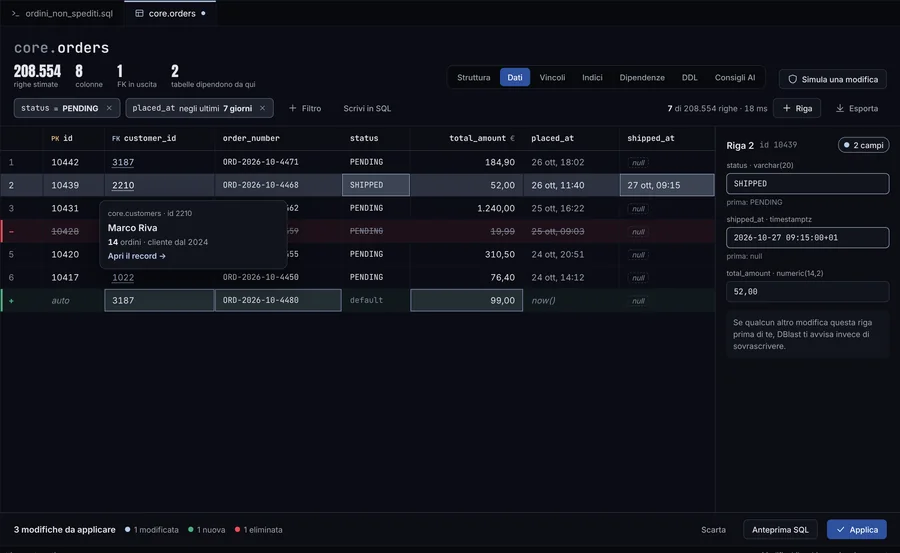 >_ ordini_non_spediti.sql core.orders
core.orders
208.554 8 1 2
righe stimate colonne FK in uscita tabelle dipendono da qui
Struttura Dati Vincoli Indici Dipendenze DDL Consigli AI Simula una modifica
status = PENDING × placed_at negli ultimi 7 giorni × + Filtro Scrivi in SQL 7 di 208.554 righe · 18 ms + Riga Esporta
PK id FK customer_id order_number status total_amount € placed_at shipped_at
1 10442 3187 ORD-2026-10-4471 PENDING 184,90 26 ott, 18:02 null
2 10439 2210 ORD-2026-10-4468 SHIPPED 52,00 26 ott, 11:40 27 ott, 09:15
3 10431 462 PENDING 1.240,00 25 ott, 16:22 null
− 10428 459 PENDING 19,99 25 ott, 09:03 null
5 10420 455 PENDING 310,50 24 ott, 20:51 null
6 10417 1022 ORD-2026-10-4450 PENDING 76,40 24 ott, 14:12 null
+ auto 3187 ORD-2026-10-4480 default 99,00 now() null
core.customers · id 2210
Marco Riva
14 ordini · cliente dal 2024
Apri il record →
Riga 2 id 10439 2 campi
status · varchar(20)
SHIPPED
prima: PENDING
shipped_at · timestamptz
2026-10-27 09:15:00+01
prima: null
total_amount · numeric(14,2)
52,00
Se qualcun altro modifica questa riga
prima di te, DBlast ti avvisa invece di
sovrascrivere.
3 modifiche da applicare 1 modificata 1 nuova 1 eliminata Scarta Anteprima SQL Applica